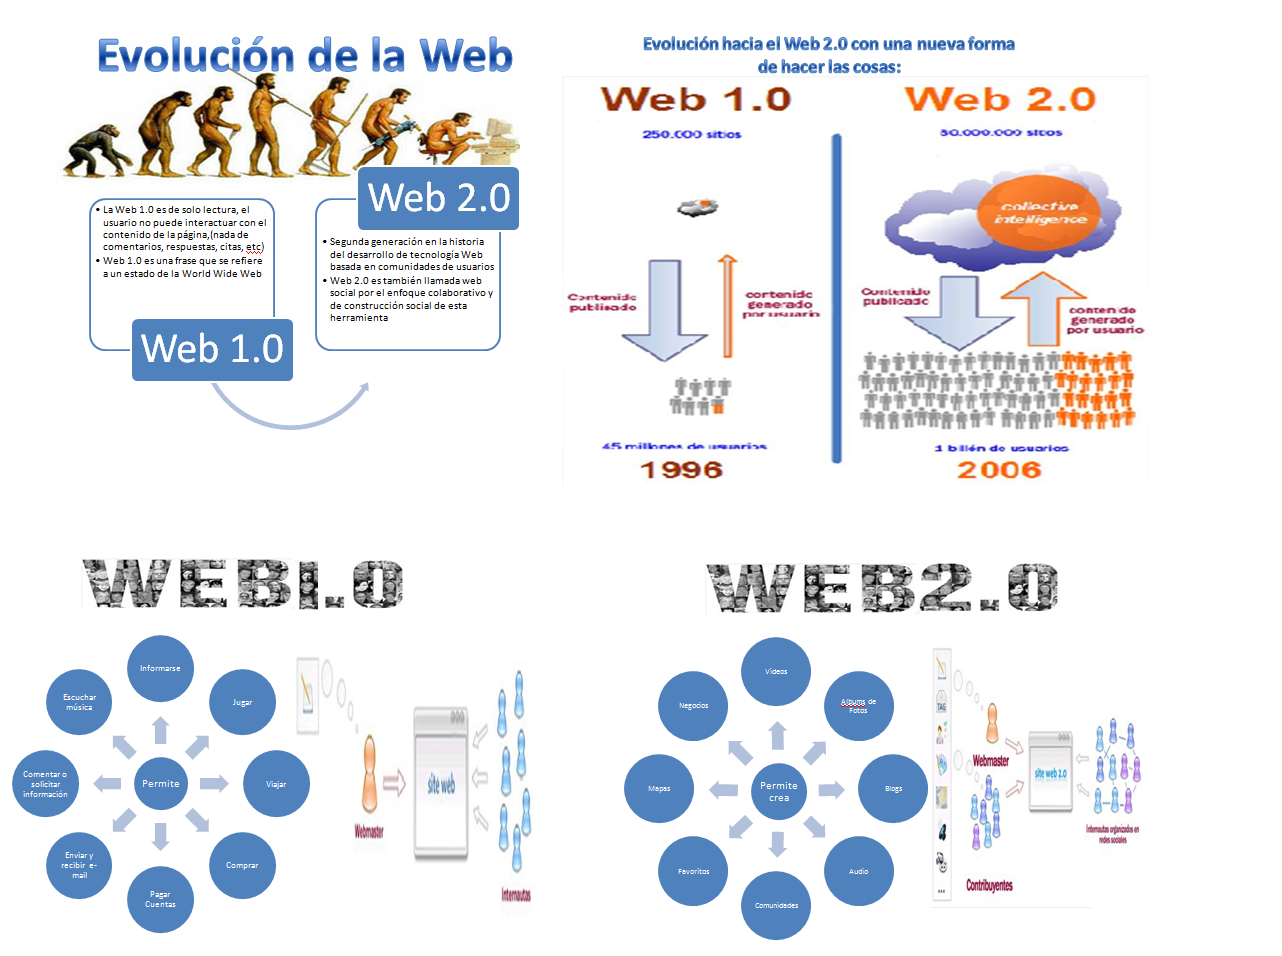 Evolución de la Web
Web 2.0
• La Web 1.0 es de solo lectura, el
usuario no puede interactuar con el
contenido de la página,(nada de
comentarios, respuestas, citas, etc)
• Web 1.0 es una frase que se refiere
a un estado de la World Wide Web
Web 1.0
• Segunda generación en la historia
del desarrollo de tecnología Web
basada en comunidades de usuarios
• Web 2.0 es también llamada web
social por el enfoque colaborativo y
de construcción social de esta
herramienta
Evolución hacia el Web 2.0 con una nueva forma
de hacer las cosas:
Web 1.0
250.000 sitios
Contenido
publicado
contenido
generado
por usuario
45 millones de usuarios
1996
Web 2.0
80.000.000 sitios
collective
intelligence
Contenido
publicado
contenido
generado
por usuario
1 billón de usuarios
2006
WEB1.0
Informarse
Jugar
Viajar
Comprar
Pagar
Cuentas
Enviar y
recibir e-
mail
Comentar o
solicitar
información
Escuchar
música
Permite
Webmaster
site web
Internautas
WEB2.0
Videos
Albums de
Fotos
Blogs
Audio
Comunidades
Favoritos
Mapas
Negocios
Permite
crea
TAG
Webmaster
site web 2.0
Internautas organizados en
redes sociales
Contribuyentes